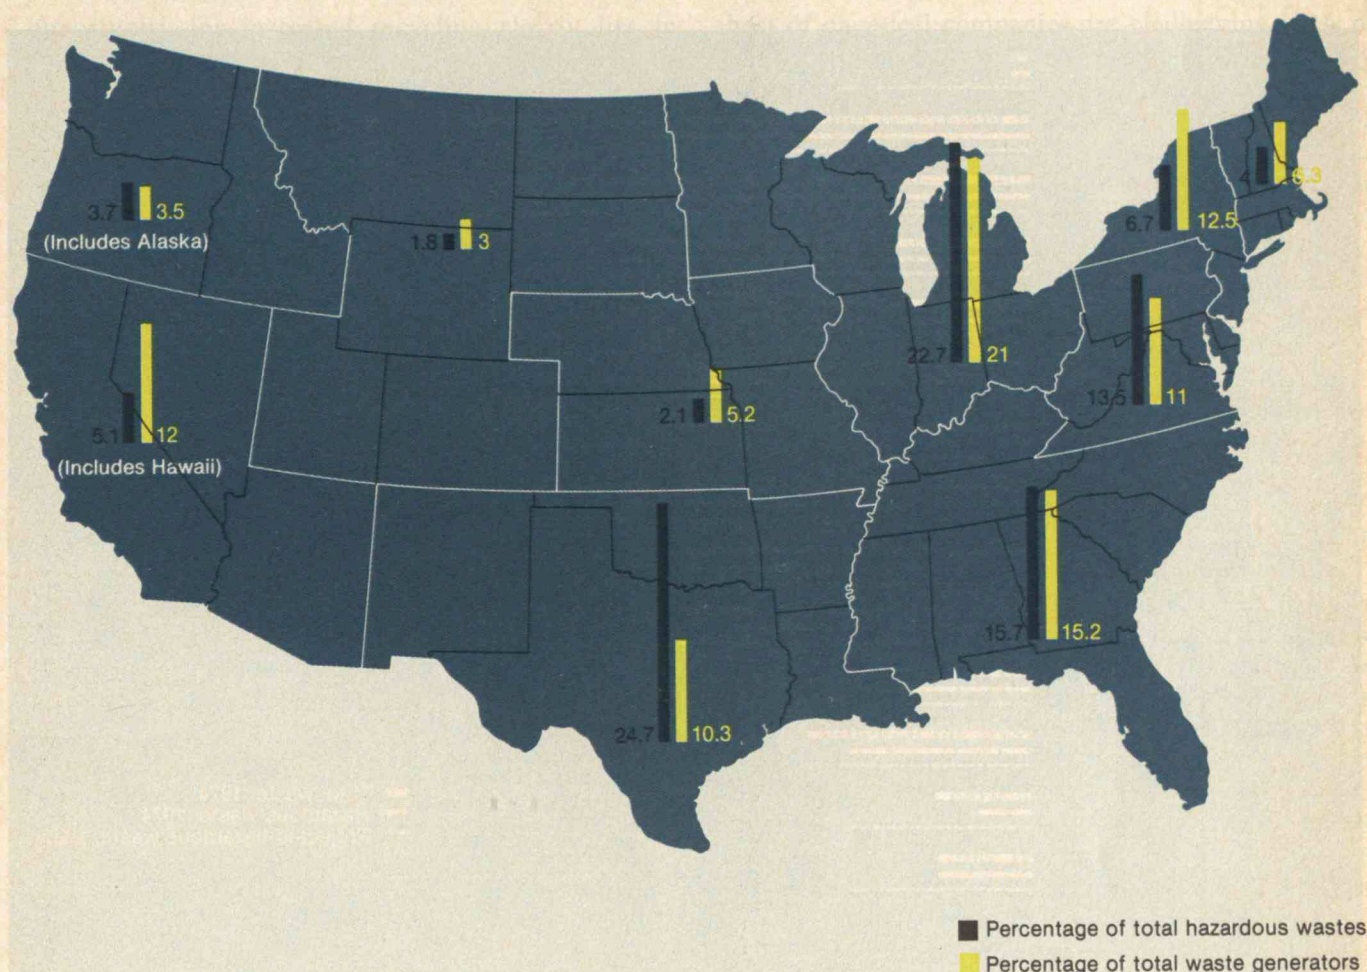 4 6.3
6.7 12.5
3.7 3.5
(Includes Alaska)
1.8 3
22.7 21
13.5 11
2.1 5.2
5.1 12
(Includes Hawaii)
15.7 15.2
24.7 10.3
Percentage of total hazardous wastes
Percentage of total waste generators